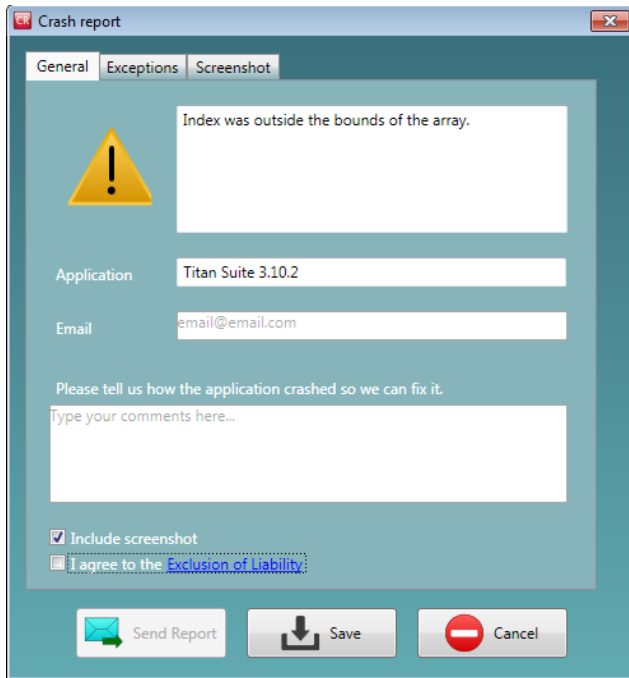 CR Crash report
General Exceptions Screenshot
Index was outside the bounds of the array.
Application Titan Suite 3.10.2
Email email@email.com
Please tell us how the application crashed so we can fix it.
Type your comments here...
Include screenshot
I agree to the Exclusion of Liability
Send Report Save Cancel